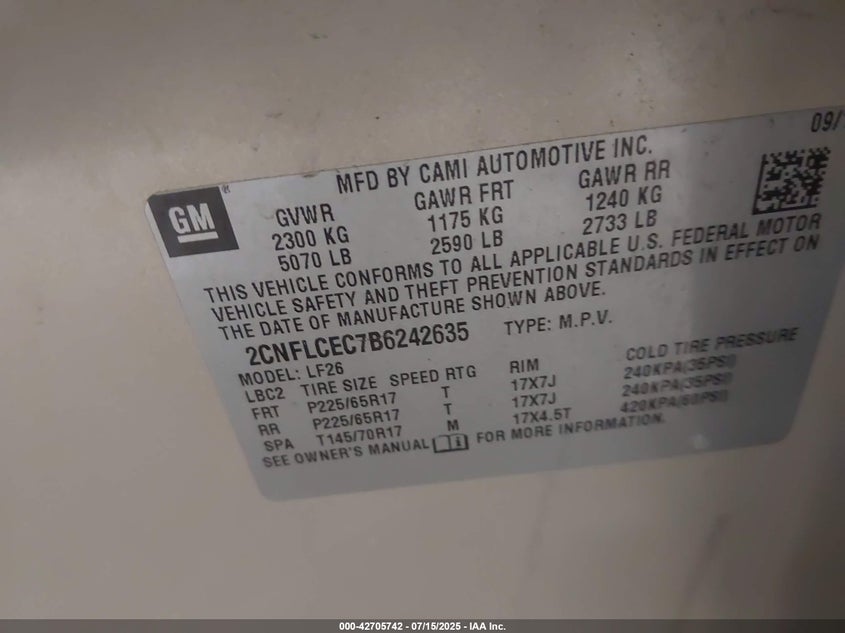 09/
MFD BY CAMI AUTOMOTIVE INC.
GM®
GVWR GAWR FRT GAWR RR
2300 KG 1175 KG 1240 KG
5070 LB 2590 LB 2733 LB
THIS VEHICLE CONFORMS TO ALL APPLICABLE U.S. FEDERAL MOTOR
VEHICLE SAFETY AND THEFT PREVENTION STANDARDS IN EFFECT ON
THE DATE OF MANUFACTURE SHOWN ABOVE.
2CNFLCEC7B6242635 TYPE: M.P.V.
MODEL: LF26
LBC2 TIRE SIZE SPEED RTG RIM COLD TIRE PRESSURE
FRT P225/65R17 T 17X7J 240KPA(35PSI)
RR P225/65R17 T 17X7J 240KPA(35PSI)
SPA T145/70R17 M 17X4.5T 420KPA(60PSI)
SEE OWNER'S MANUAL FOR MORE INFORMATION.
000-42705742 - 07/15/2025 - IAA Inc.